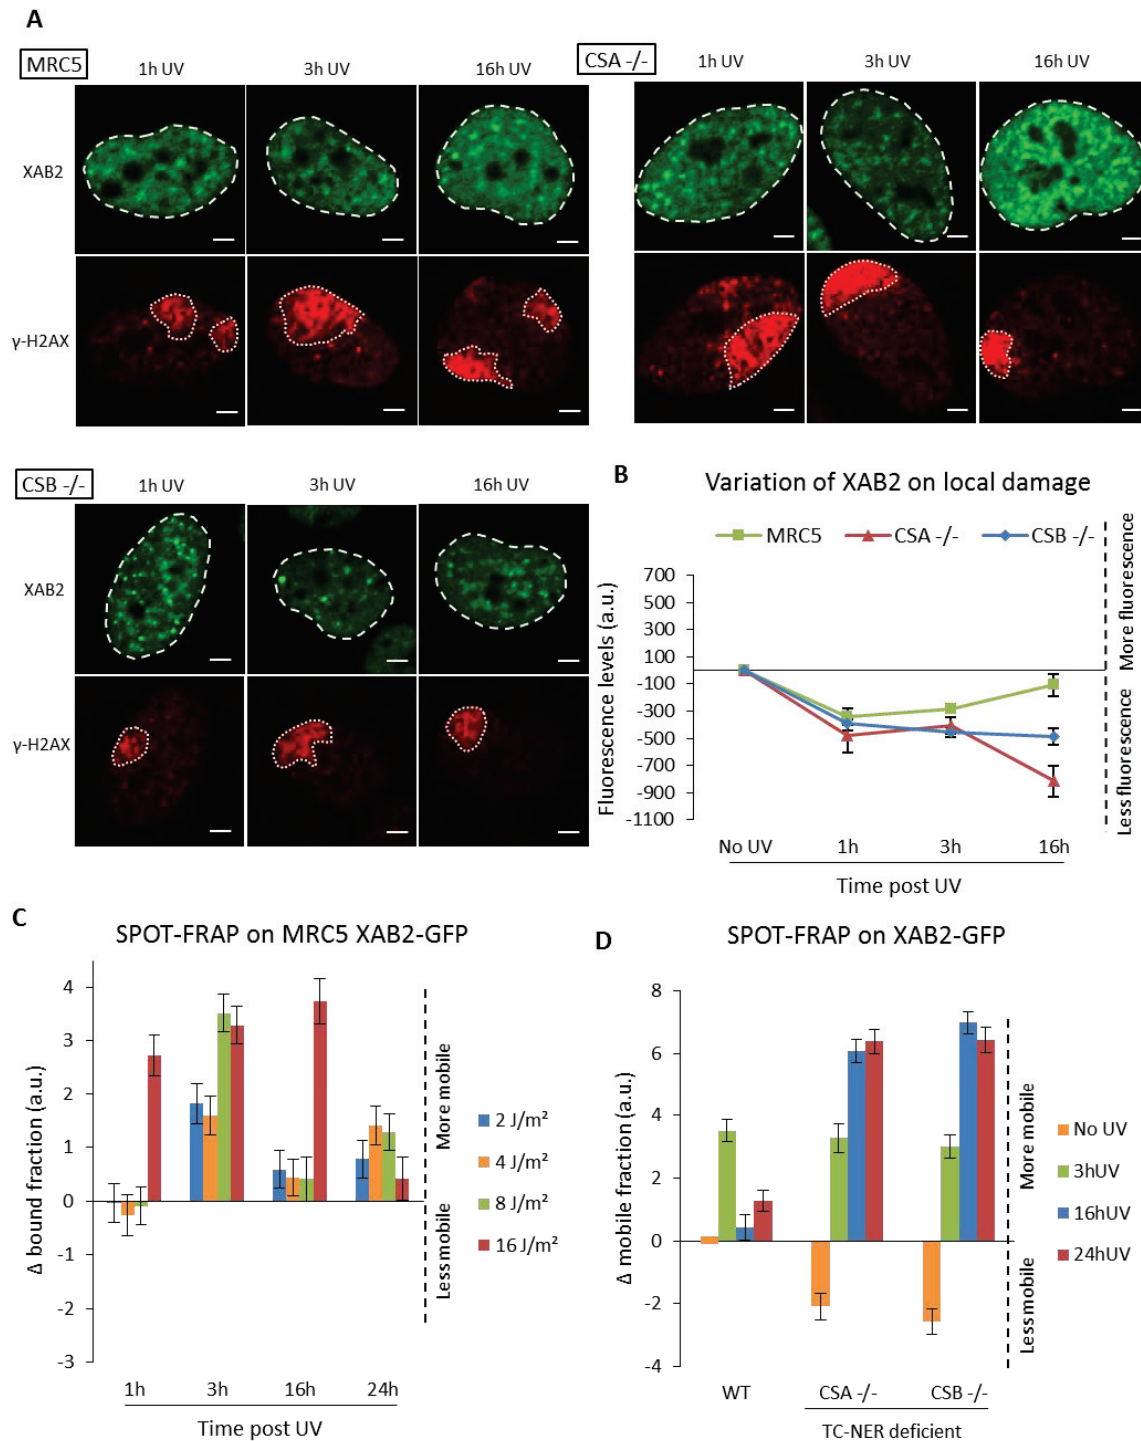 A
MRC5
1h UV
3h UV
16h UV
CSA -/-
1h UV
3h UV
16h UV
XAB2
γ-H2AX
CSB -/-
1h UV
3h UV
16h UV
XAB2
γ-H2AX
B
Variation of XAB2 on local damage
MRC5
CSA -/-
CSB -/-
Fluorescence levels (a.u.)
700
500
300
100
-100
-300
-500
-700
-900
-1100
No UV
1h
3h
16h
Time post UV
More fluorescence
Less fluorescence
C
SPOT-FRAP on MRC5 XAB2-GFP
Δ bound fraction (a.u.)
4
3
2
1
0
-1
-2
-3
1h
3h
16h
24h
Time post UV
More mobile
Less mobile
2 J/m²
4 J/m²
8 J/m²
16 J/m²
D
SPOT-FRAP on XAB2-GFP
Δ mobile fraction (a.u.)
8
6
4
2
0
-2
-4
WT
CSA -/-
CSB -/-
TC-NER deficient
More mobile
Less mobile
No UV
3hUV
16hUV
24hUV